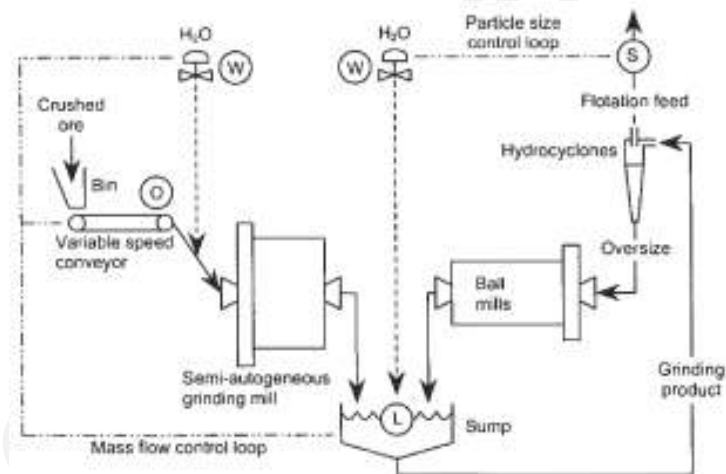 H₂O
W
W
H₂O
Particle size
control loop
S
Crushed
ore
Flotation feed
Hydrocyclones
Bin
O
Variable speed
conveyor
Oversize
Ball
mills
Semi-autogeneous
grinding mill
Grinding
product
L
Sump
Mass flow control loop